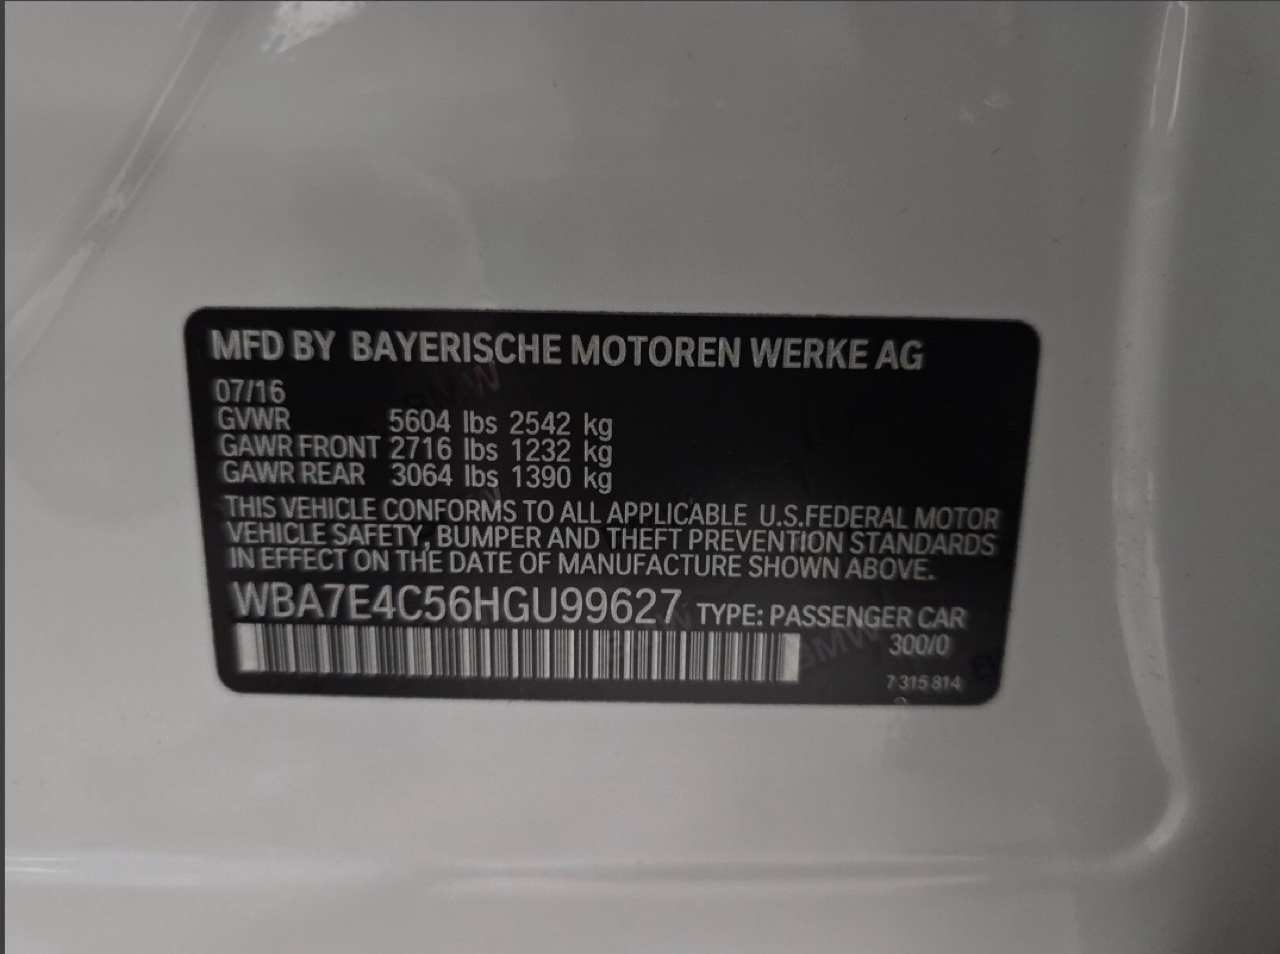 MFD BY BAYERISCHE MOTOREN WERKE AG
07/16
GVWR 5604 lbs 2542 kg
GAWR FRONT 2716 lbs 1232 kg
GAWR REAR 3064 lbs 1390 kg
THIS VEHICLE CONFORMS TO ALL APPLICABLE U.S.FEDERAL MOTOR
VEHICLE SAFETY, BUMPER AND THEFT PREVENTION STANDARDS
IN EFFECT ON THE DATE OF MANUFACTURE SHOWN ABOVE.
WBA7E4C56HGU99627 TYPE: PASSENGER CAR
300/0
7 315 814
BMW